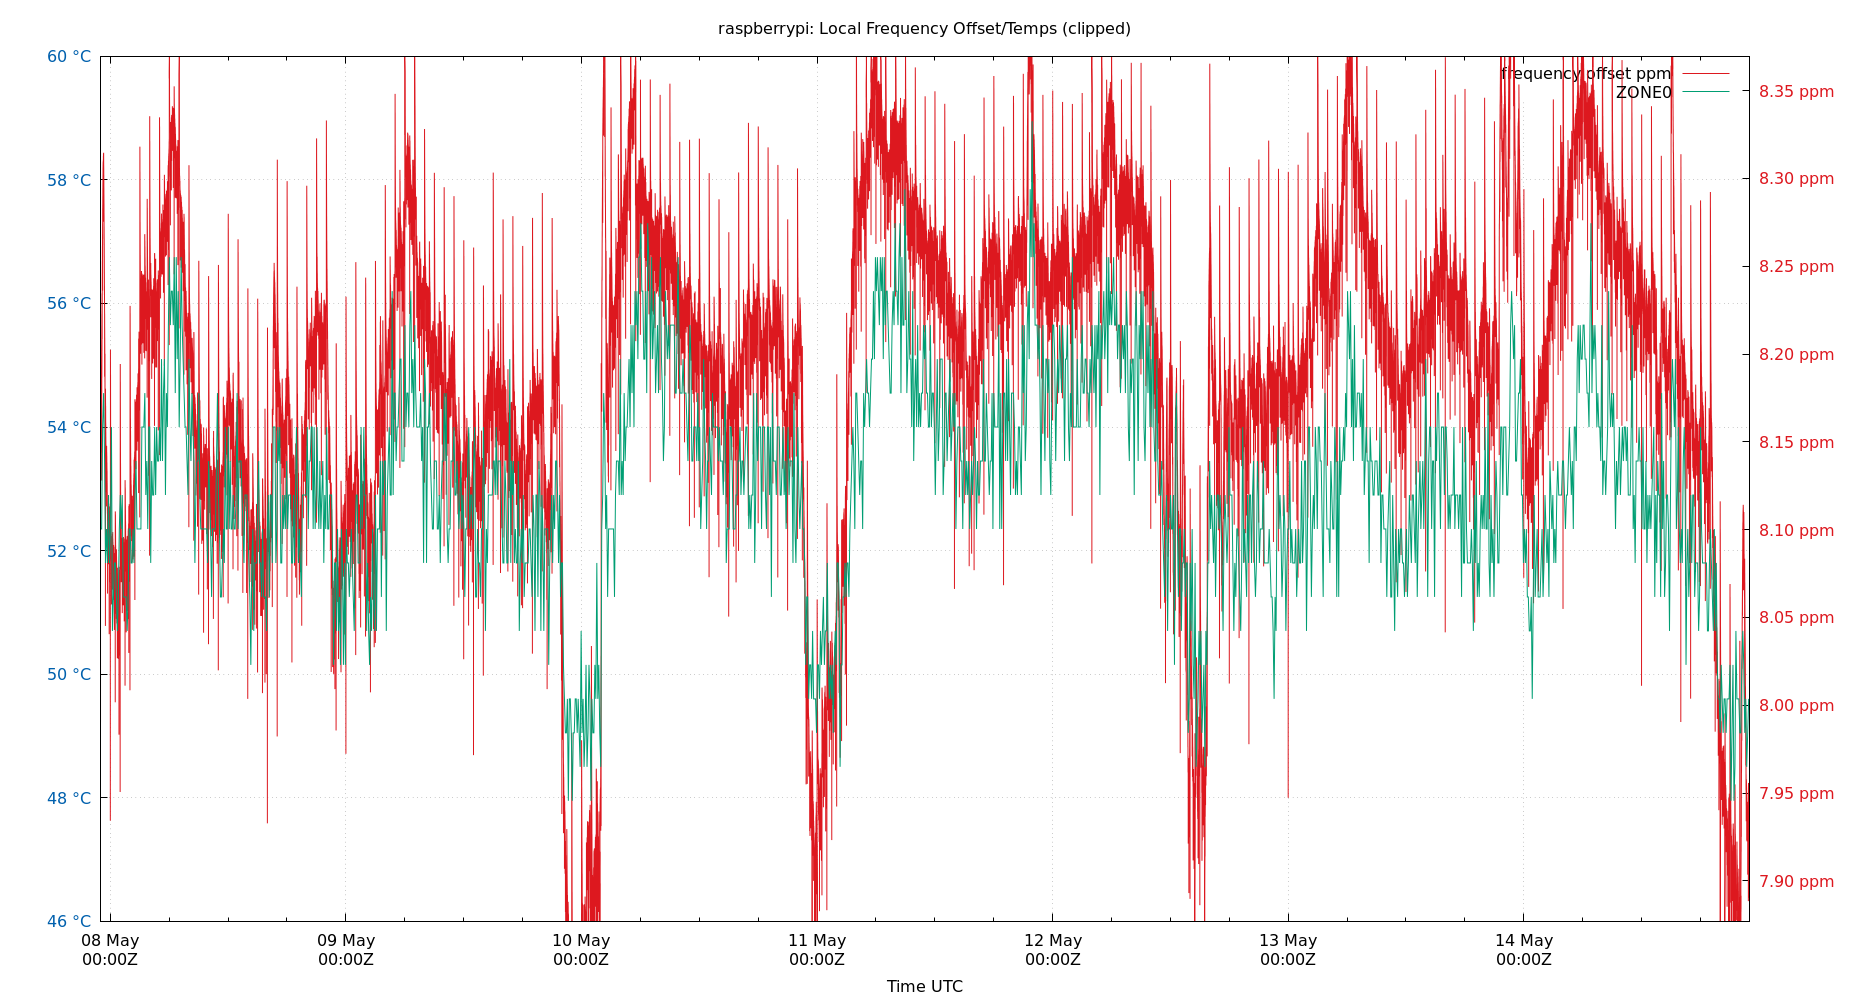 raspberrypi: Local Frequency Offset/Temps (clipped)
frequency offset ppm
ZONE0
60 °C
58 °C
56 °C
54 °C
52 °C
50 °C
48 °C
46 °C
8.35 ppm
8.30 ppm
8.25 ppm
8.20 ppm
8.15 ppm
8.10 ppm
8.05 ppm
8.00 ppm
7.95 ppm
7.90 ppm
08 May
00:00Z
09 May
00:00Z
10 May
00:00Z
11 May
00:00Z
12 May
00:00Z
13 May
00:00Z
14 May
00:00Z
Time UTC